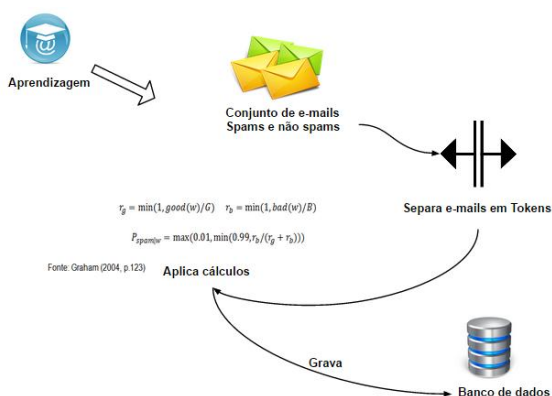 Aprendizagem
Conjunto de e-mails
Spams e não spams
Separa e-mails em Tokens
r_g = min(1, good(w)/G) r_b = min(1, bad(w)/B)
P_spam|w = max(0.01, min(0.99, r_b/(r_g + r_b)))
Fonte: Graham (2004, p.123)
Aplica cálculos
Grava
Banco de dados